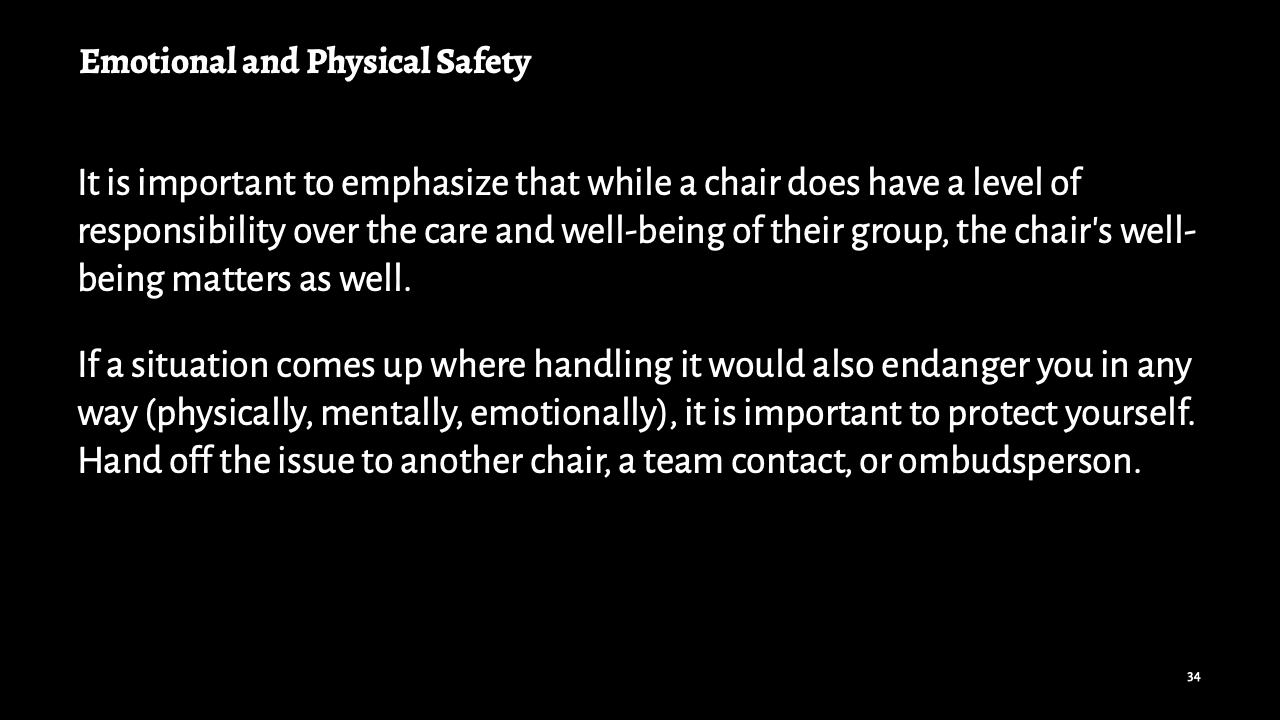 Emotional and Physical Safety
It is important to emphasize that while a chair does have a level of
responsibility over the care and well-being of their group, the chair's well-
being matters as well.
If a situation comes up where handling it would also endanger you in any
way (physically, mentally, emotionally), it is important to protect yourself.
Hand off the issue to another chair, a team contact, or ombudsperson.
34